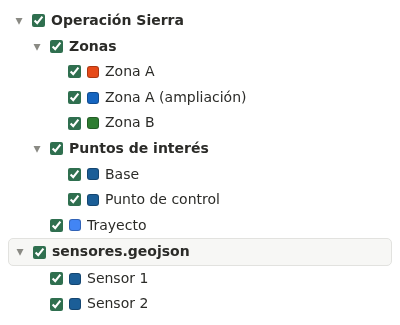 Operación Sierra
Zonas
Zona A
Zona A (ampliación)
Zona B
Puntos de interés
Base
Punto de control
Trayecto
sensores.geojson
Sensor 1
Sensor 2